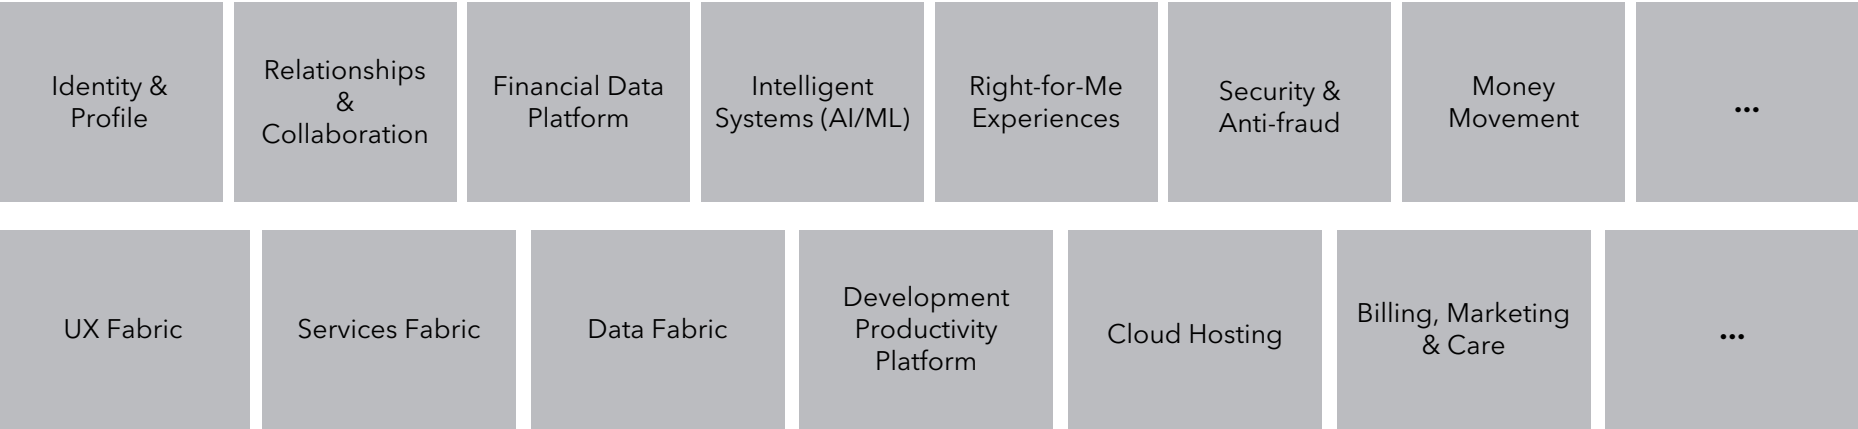 Identity &
Profile
Relationships
&
Collaboration
Financial Data
Platform
Intelligent
Systems (AI/ML)
Right-for-Me
Experiences
Security &
Anti-fraud
Money
Movement
...
UX Fabric
Services Fabric
Data Fabric
Development
Productivity
Platform
Cloud Hosting
Billing, Marketing
& Care
...